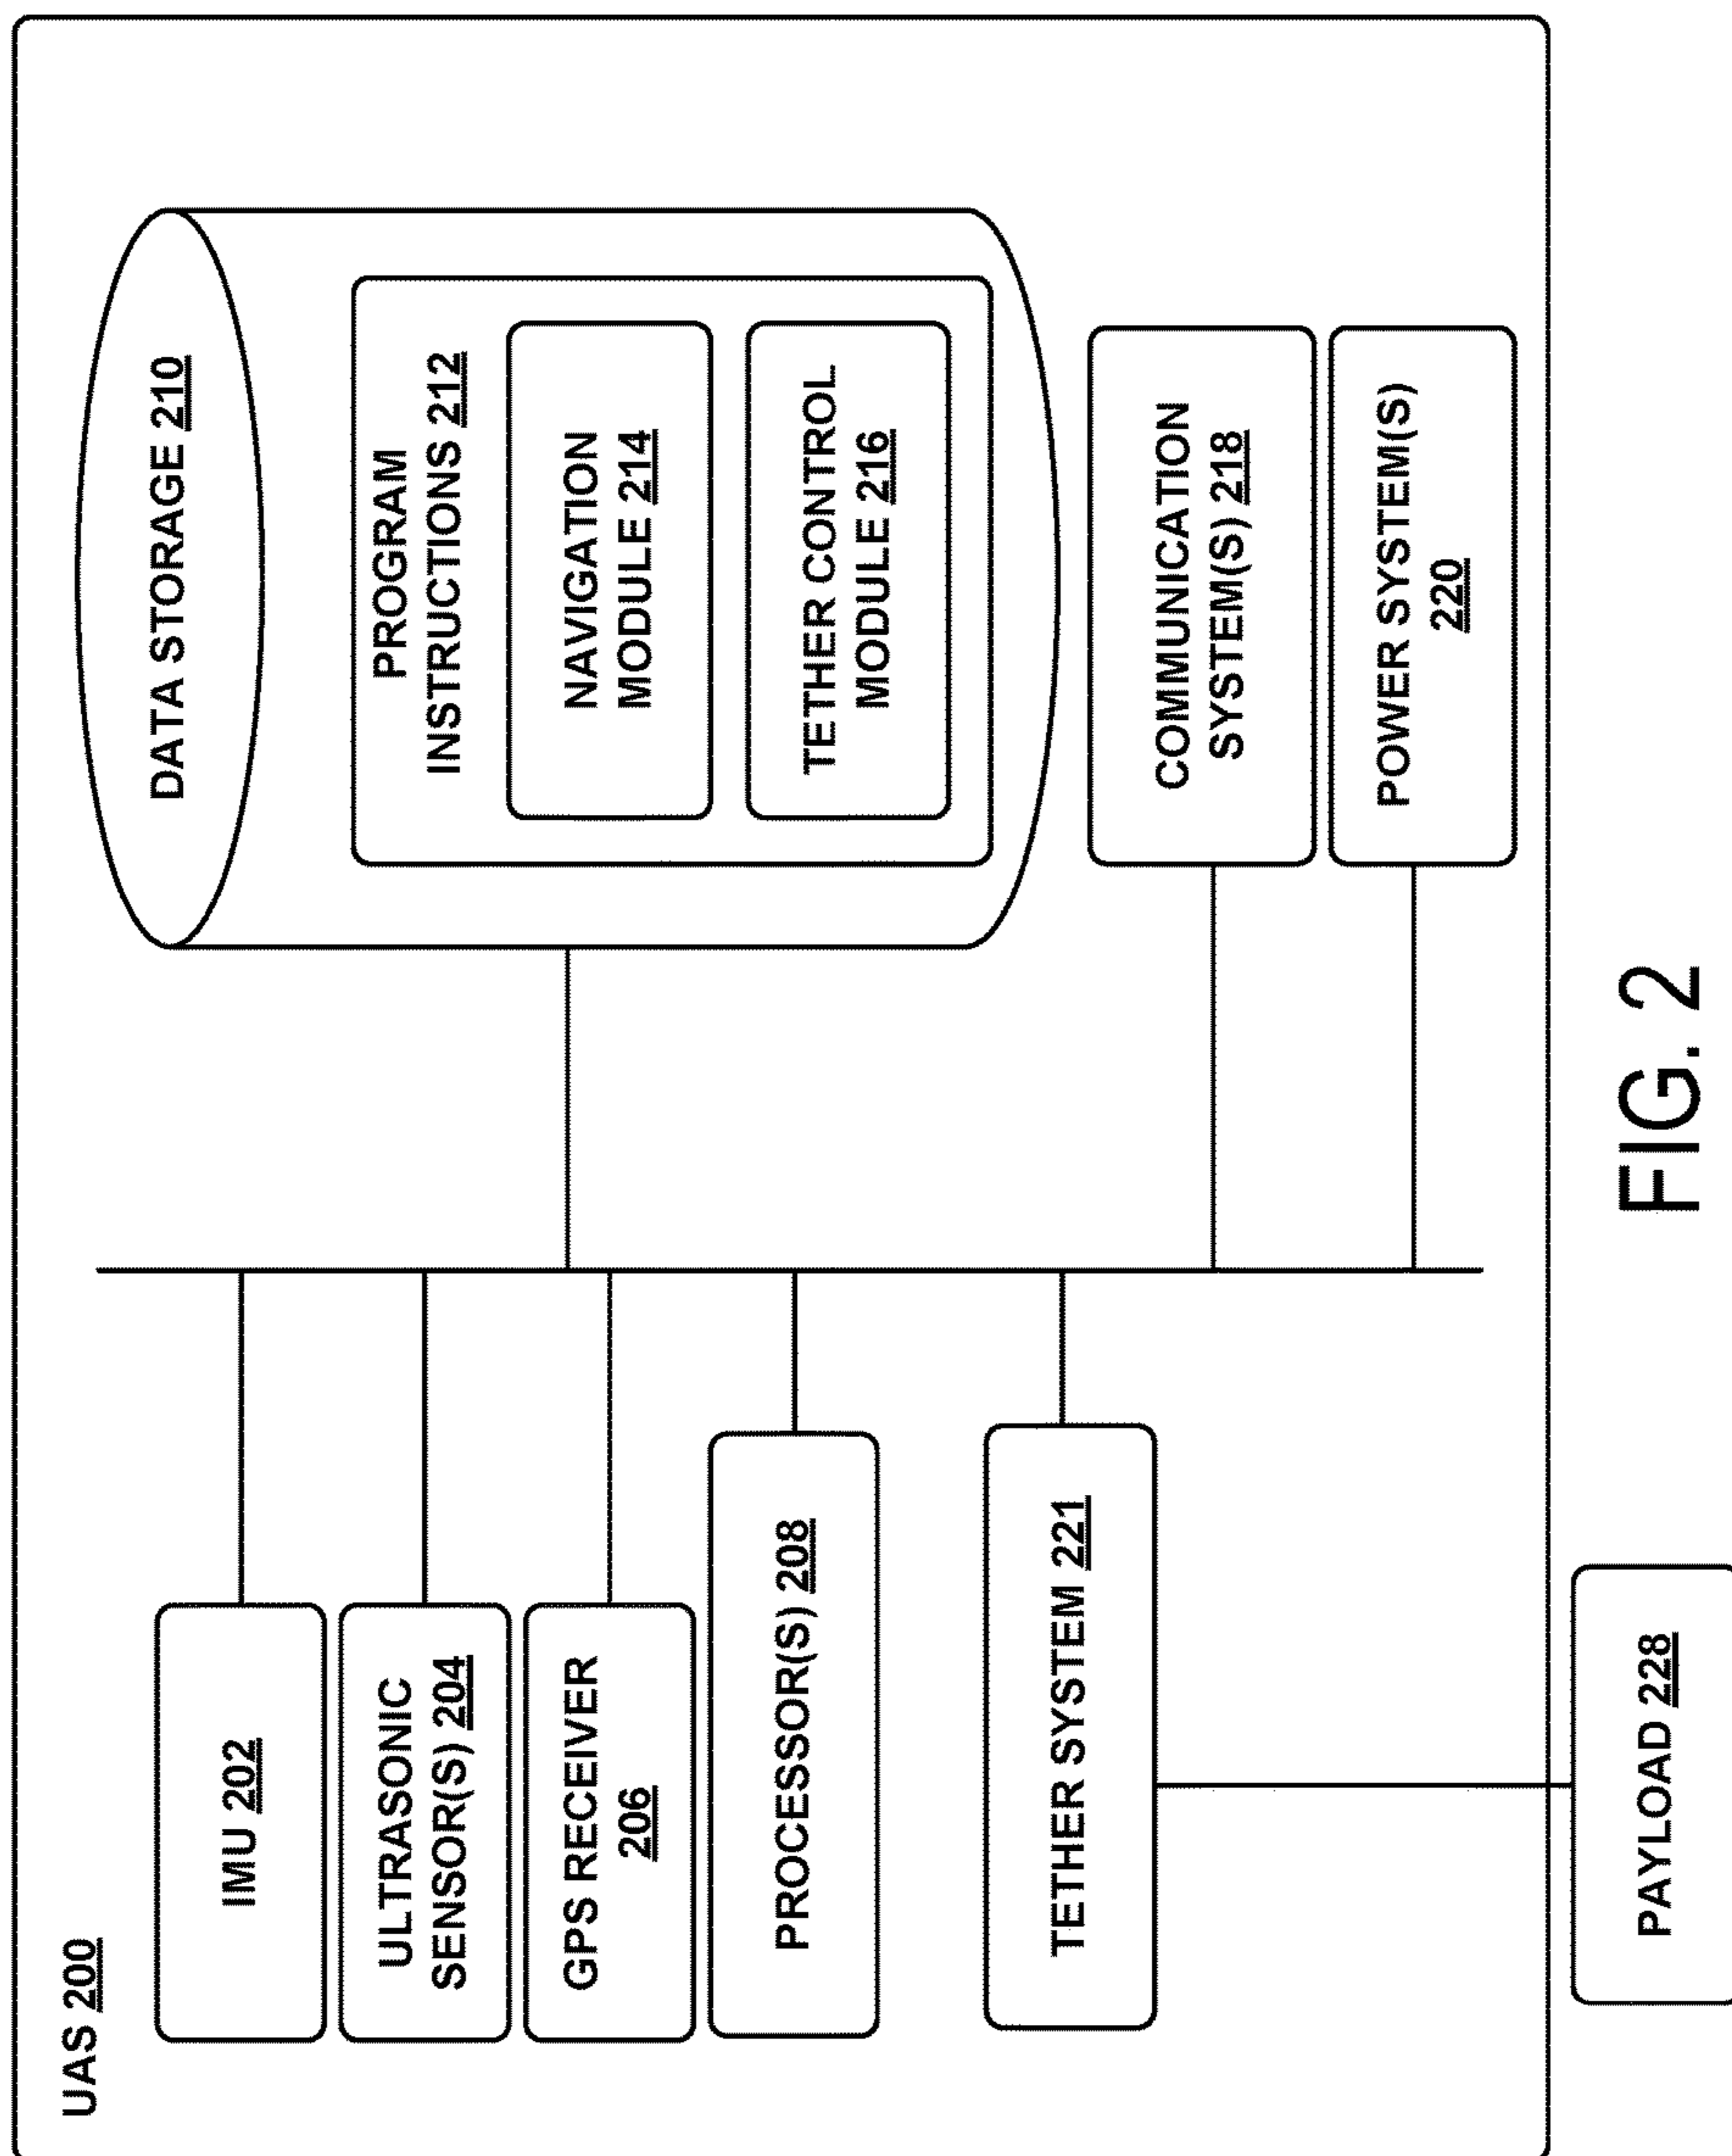 UAS 200
IMU 202
ULTRASONIC
SENSOR(S) 204
GPS RECEIVER
206
PROCESSOR(S) 208
TETHER SYSTEM 221
PAYLOAD 228
DATA STORAGE 210
PROGRAM
INSTRUCTIONS 212
NAVIGATION
MODULE 214
TETHER CONTROL
MODULE 216
COMMUNICATION
SYSTEM(S) 218
POWER SYSTEM(S)
220
FIG. 2